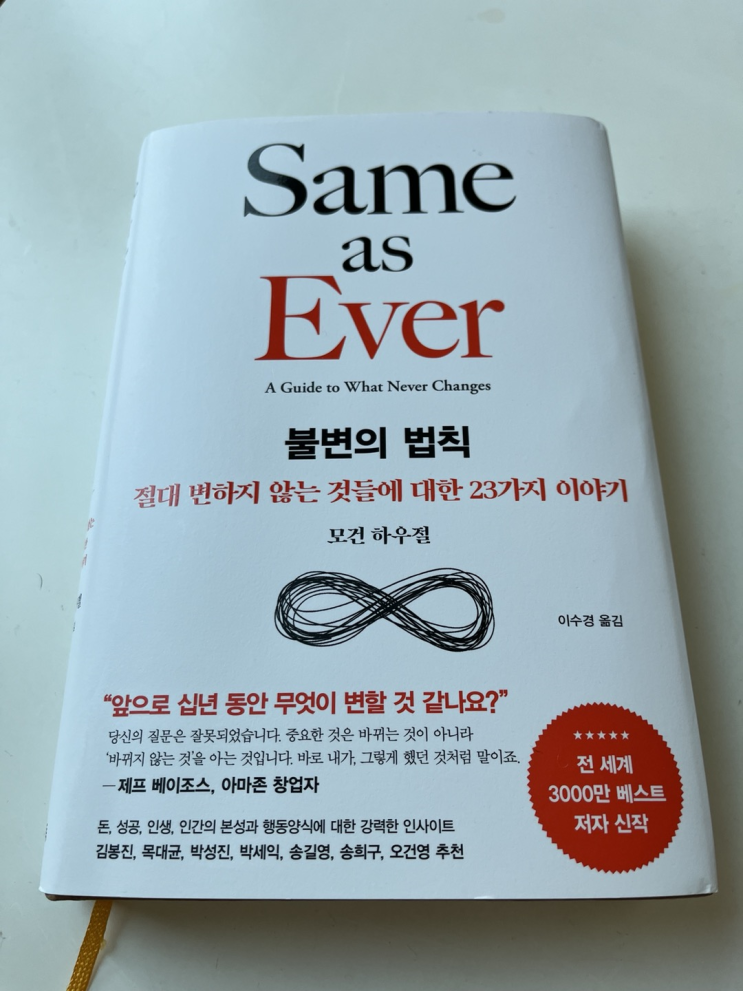 Same
as
Ever
A Guide to What Never Changes
불변의 법칙
절대 변하지 않는 것들에 대한 23가지 이야기
모건 하우절
이수경 옮김
“앞으로 십년 동안 무엇이 변할 것 같나요?”
당신의 질문은 잘못되었습니다. 중요한 것은 바뀌는 것이 아니라
‘바뀌지 않는 것’을 아는 것입니다. 바로 내가, 그렇게 했던 것처럼 말이죠.
— 제프 베이조스, 아마존 창업자
돈, 성공, 인생, 인간의 본성과 행동양식에 대한 강력한 인사이트
김봉진, 목대균, 박성진, 박세익, 송길영, 송희구, 오건영 추천
★★★★★
전 세계
3000만 베스트
저자 신작